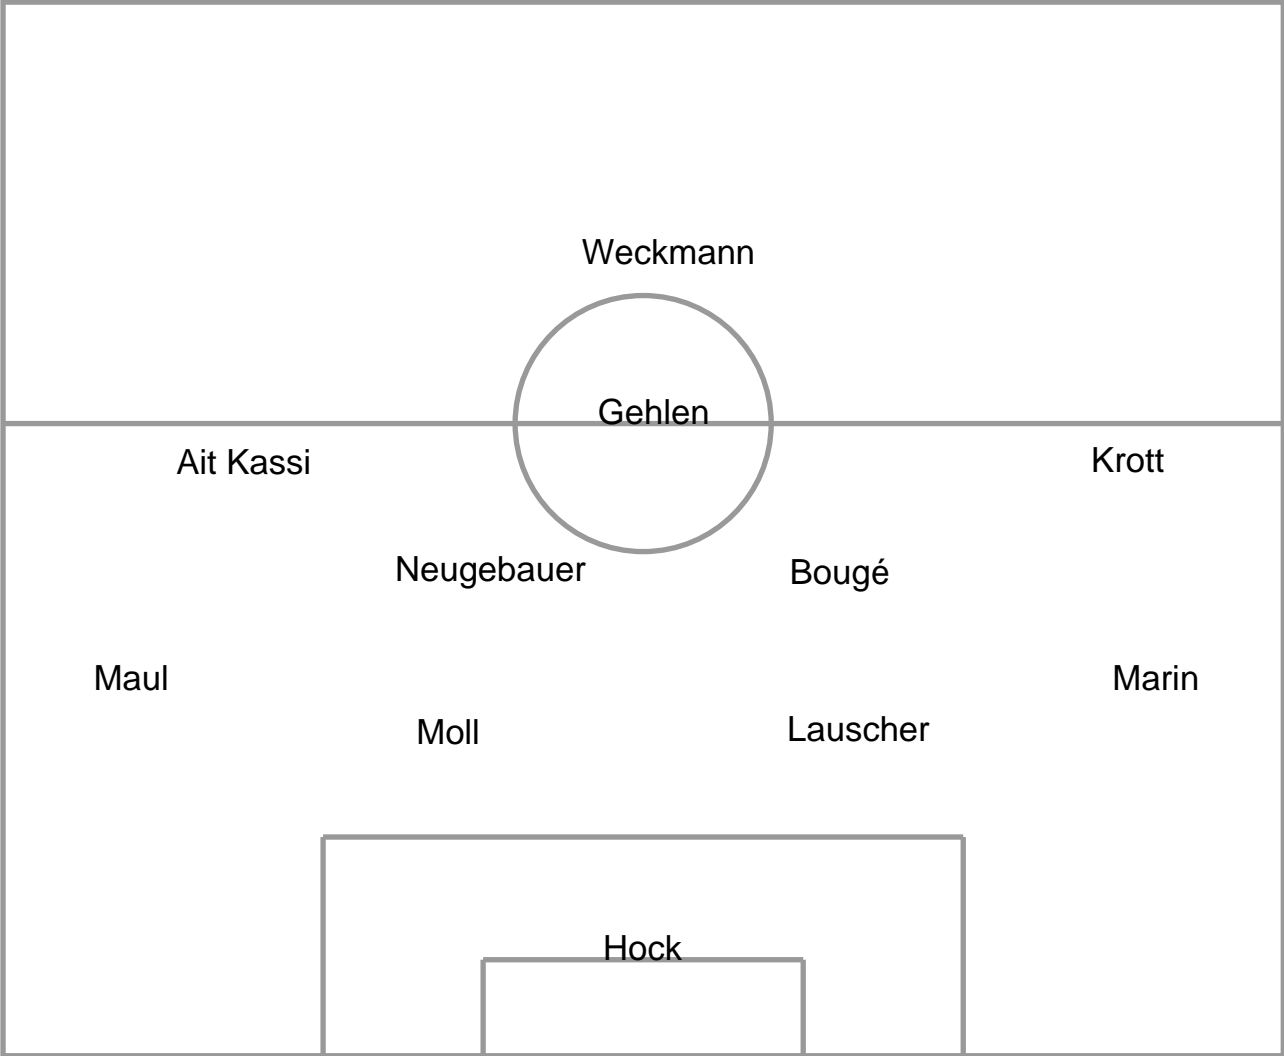 Weckmann
Gehlen
Ait Kassi
Krott
Neugebauer
Bougé
Maul
Marin
Moll
Lauscher
Hock